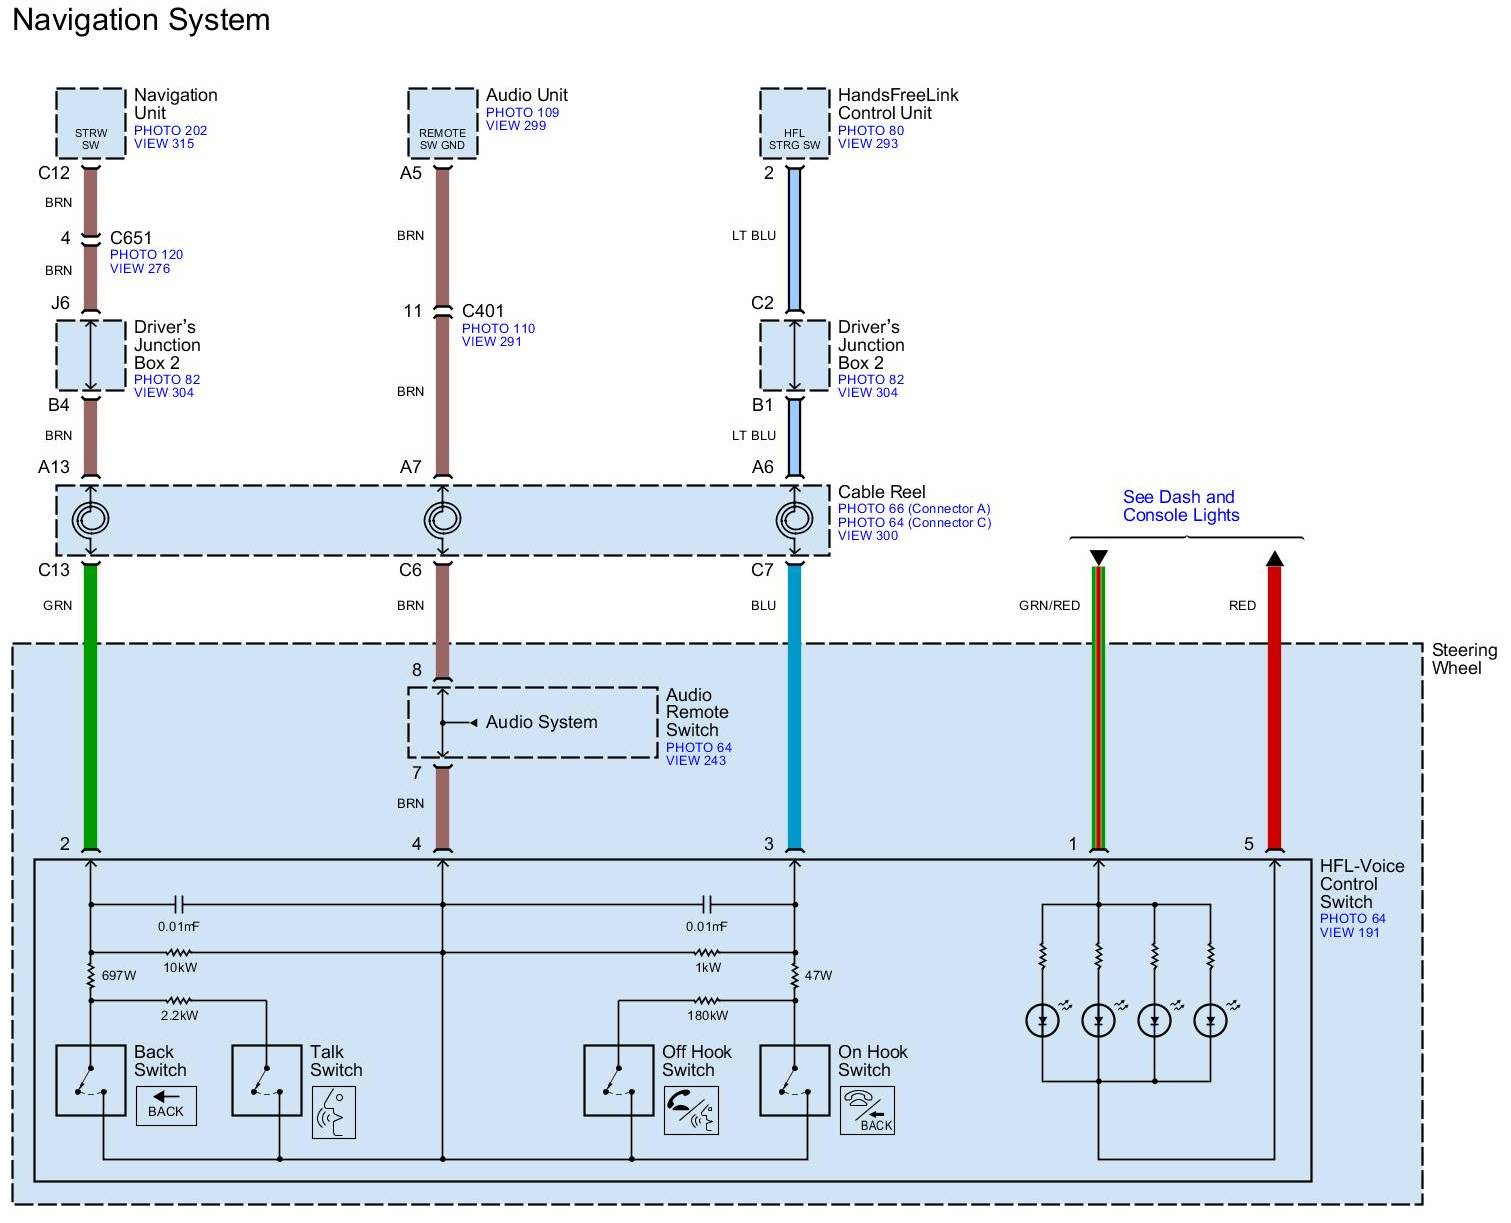 Navigation System
STRW
SW
Navigation
Unit
PHOTO 202
VIEW 315
REMOTE
SW GND
Audio Unit
PHOTO 109
VIEW 299
HFL
STRG SW
HandsFreeLink
Control Unit
PHOTO 80
VIEW 293
C12
A5
2
BRN
4
C651
PHOTO 120
VIEW 276
BRN
LT BLU
BRN
J6
11
C401
PHOTO 110
VIEW 291
C2
Driver's
Junction
Box 2
PHOTO 82
VIEW 304
Driver's
Junction
Box 2
PHOTO 82
VIEW 304
B4
BRN
B1
BRN
LT BLU
A13
A7
A6
Cable Reel
PHOTO 66 (Connector A)
PHOTO 64 (Connector C)
VIEW 300
See Dash and
Console Lights
C13
C6
C7
GRN
BRN
BLU
GRN/RED
RED
Steering
Wheel
8
Audio System
Audio
Remote
Switch
PHOTO 64
VIEW 243
7
BRN
2
4
3
1
5
HFL-Voice
Control
Switch
PHOTO 64
VIEW 191
0.01mF
0.01mF
10kW
1kW
697W
47W
2.2kW
180kW
Back
Switch
BACK
Talk
Switch
Off Hook
Switch
On Hook
Switch
BACK